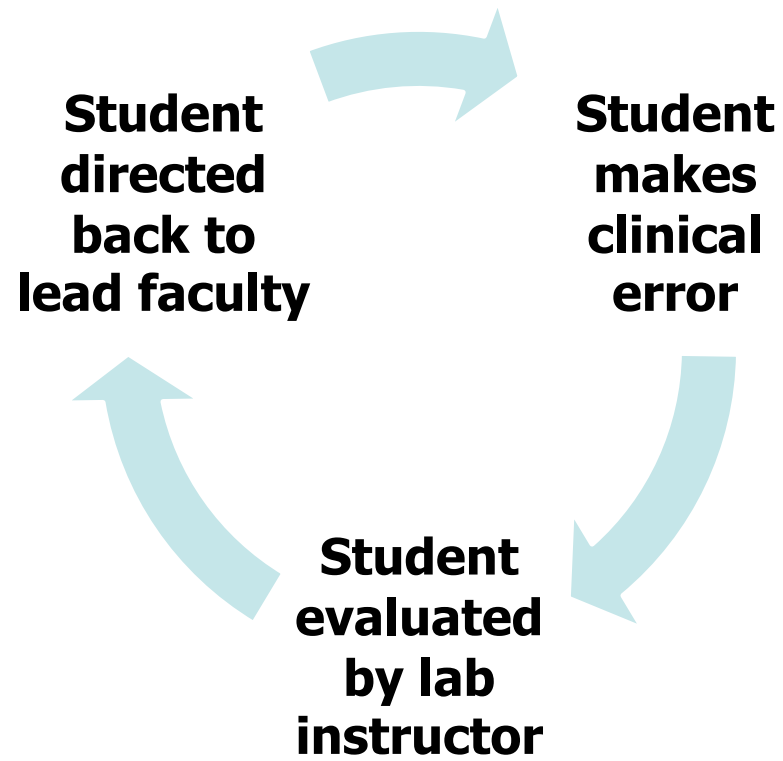 Student
directed
back to
lead faculty
Student
makes
clinical
error
Student
evaluated
by lab
instructor